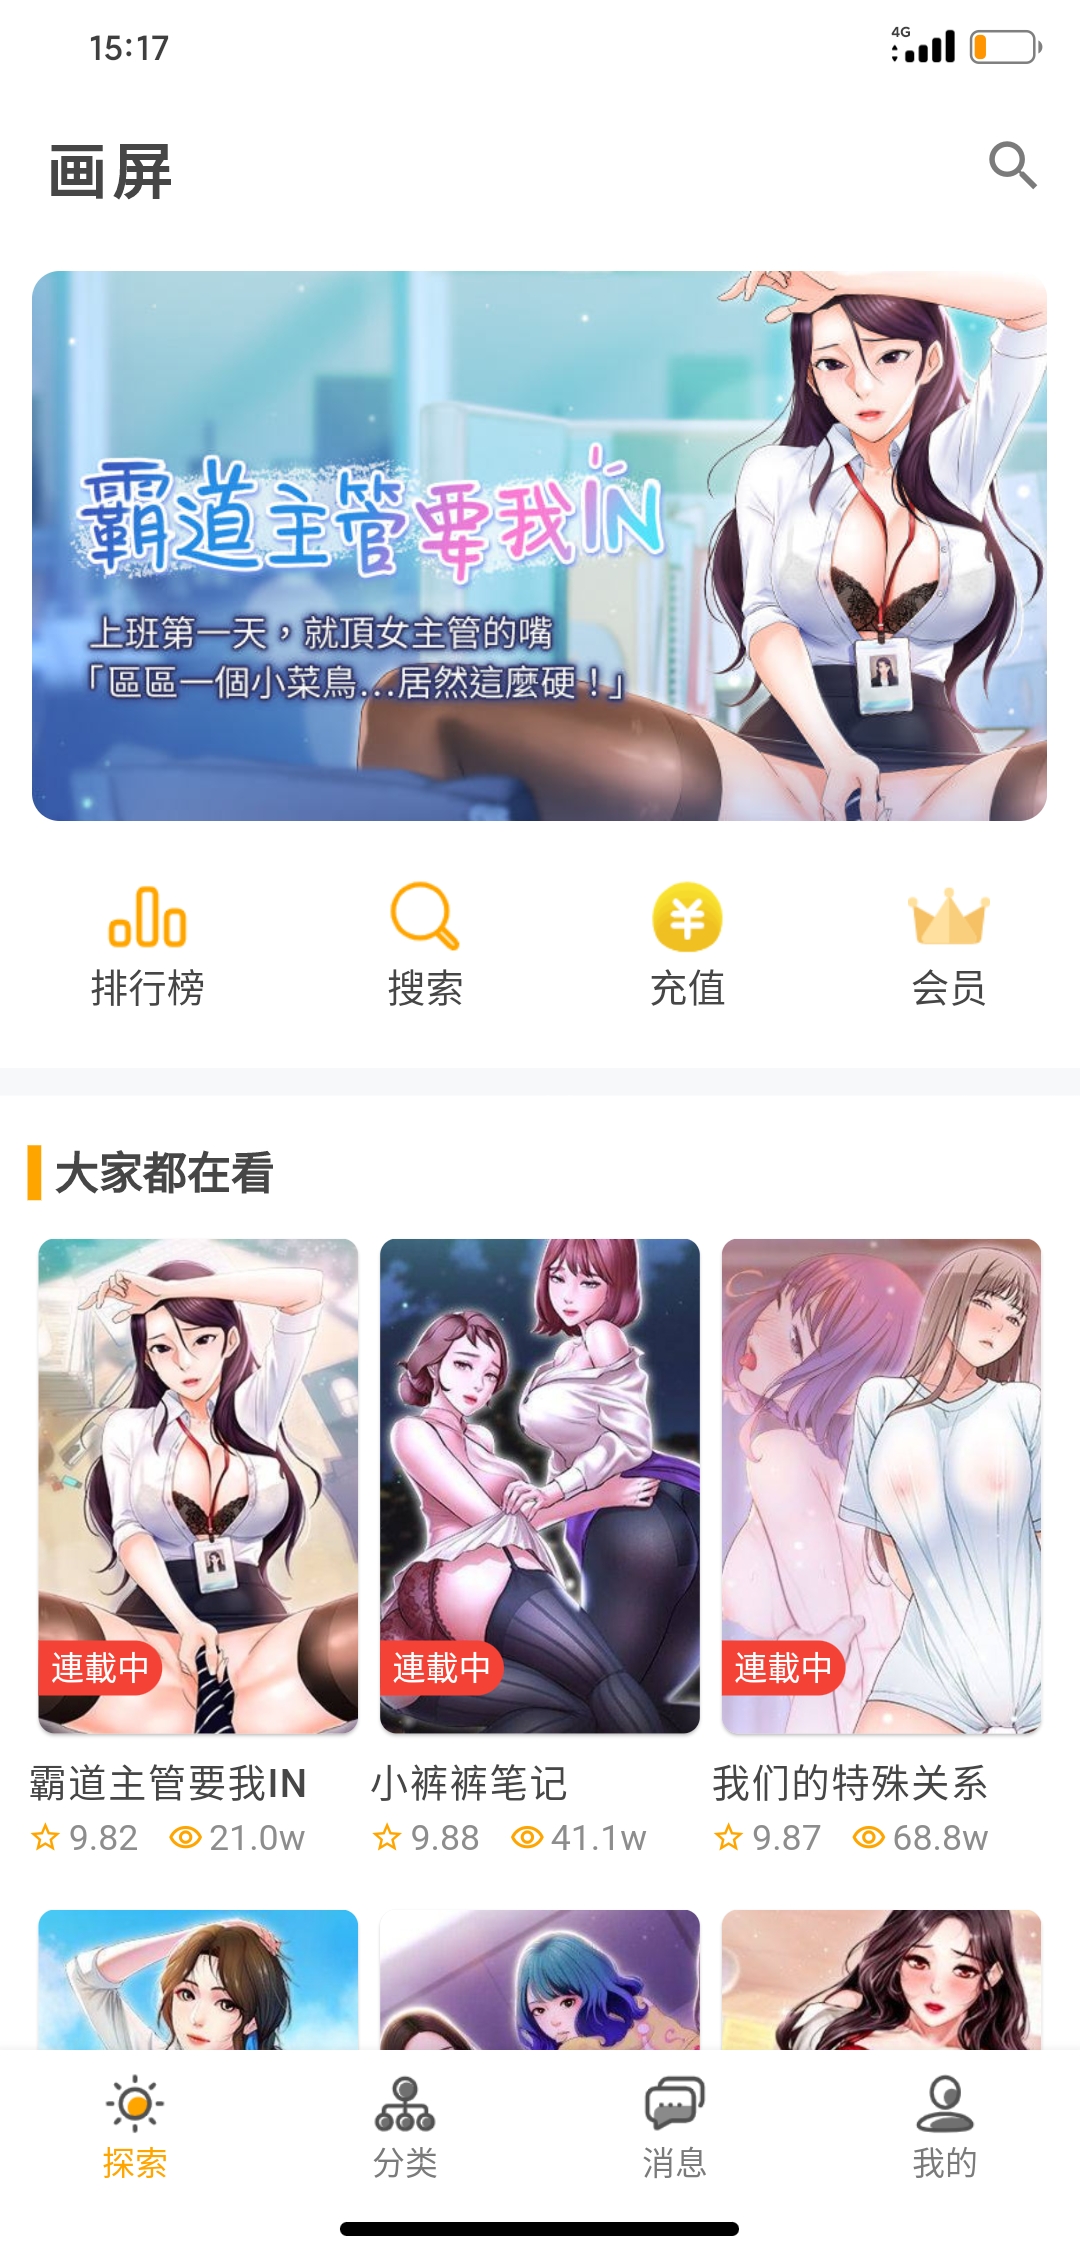 15:17
4G
画屏
霸道主管要我IN
上班第一天，就頂女主管的嘴
「區區一個小菜鳥...居然這麼硬！」
排行榜
搜索
充值
会员
大家都在看
連載中
連載中
連載中
霸道主管要我IN
小裤裤笔记
我们的特殊关系
9.82
21.0w
9.88
41.1w
9.87
68.8w
探索
分类
消息
我的